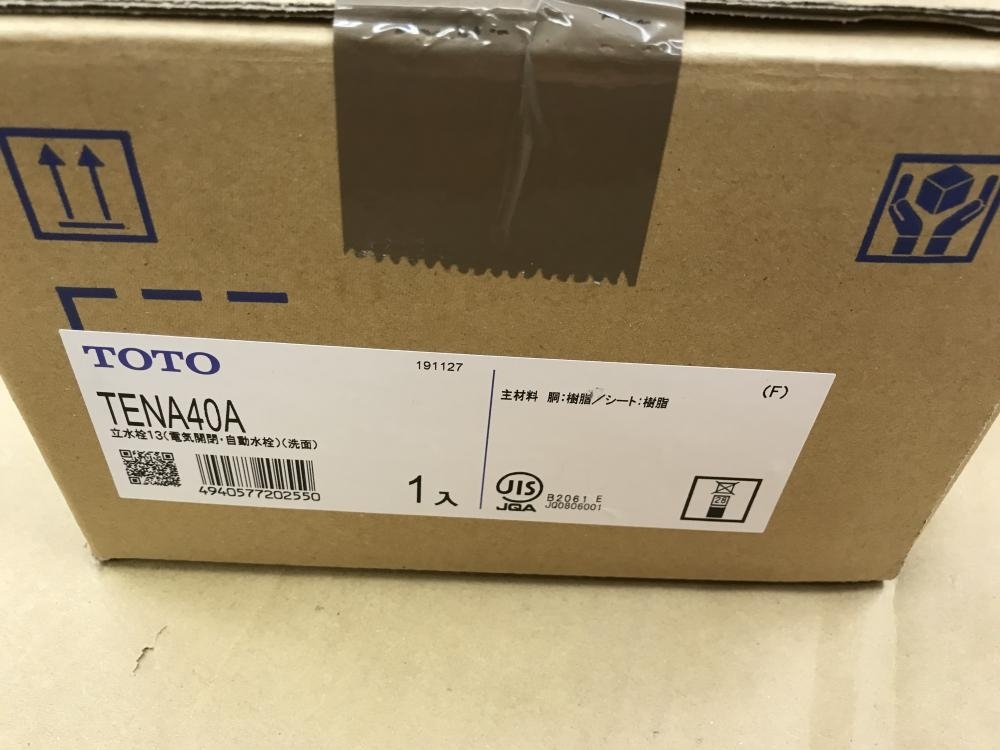 TOTO
191127
TENA40A
立水栓13(電気開閉・自動水栓)(洗面)
4940577202550
1入
主材料 胴:樹脂/シート:樹脂
(F)
JIS
JQA
B2061 E
JQ0806001
28